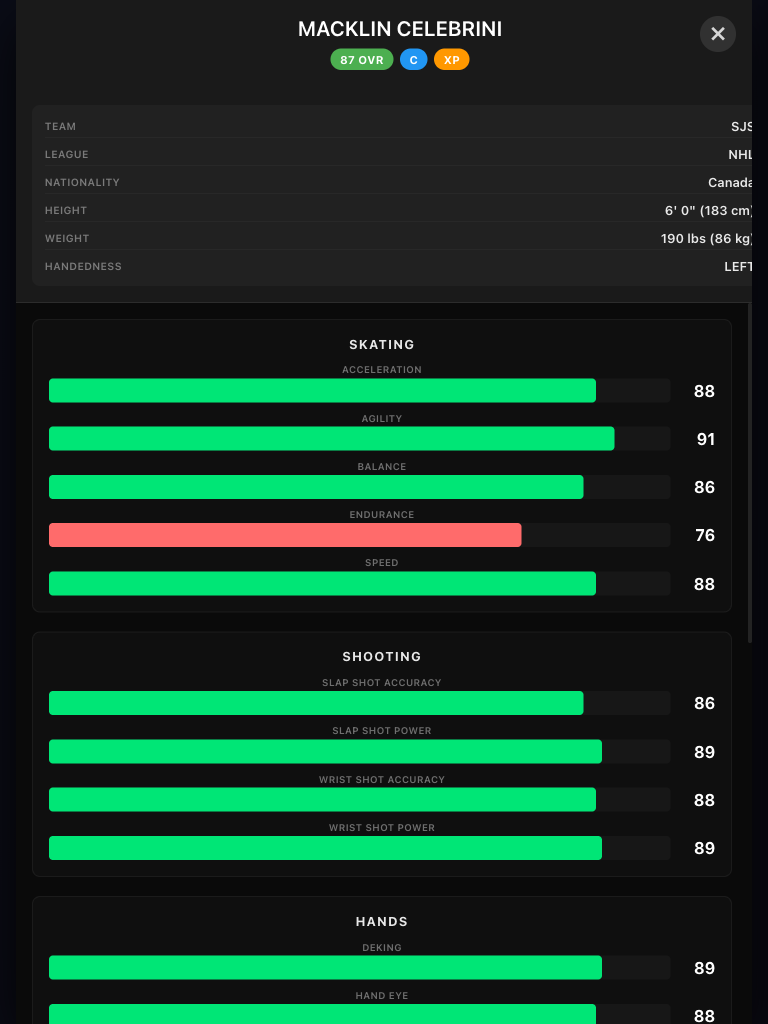 MACKLIN CELEBRINI
87 OVR C XP
TEAM SJS
LEAGUE NHL
NATIONALITY Canada
HEIGHT 6' 0" (183 cm)
WEIGHT 190 lbs (86 kg)
HANDEDNESS LEFT
SKATING
ACCELERATION
88
AGILITY
91
BALANCE
86
ENDURANCE
76
SPEED
88
SHOOTING
SLAP SHOT ACCURACY
86
SLAP SHOT POWER
89
WRIST SHOT ACCURACY
88
WRIST SHOT POWER
89
HANDS
DEKING
89
HAND EYE
88